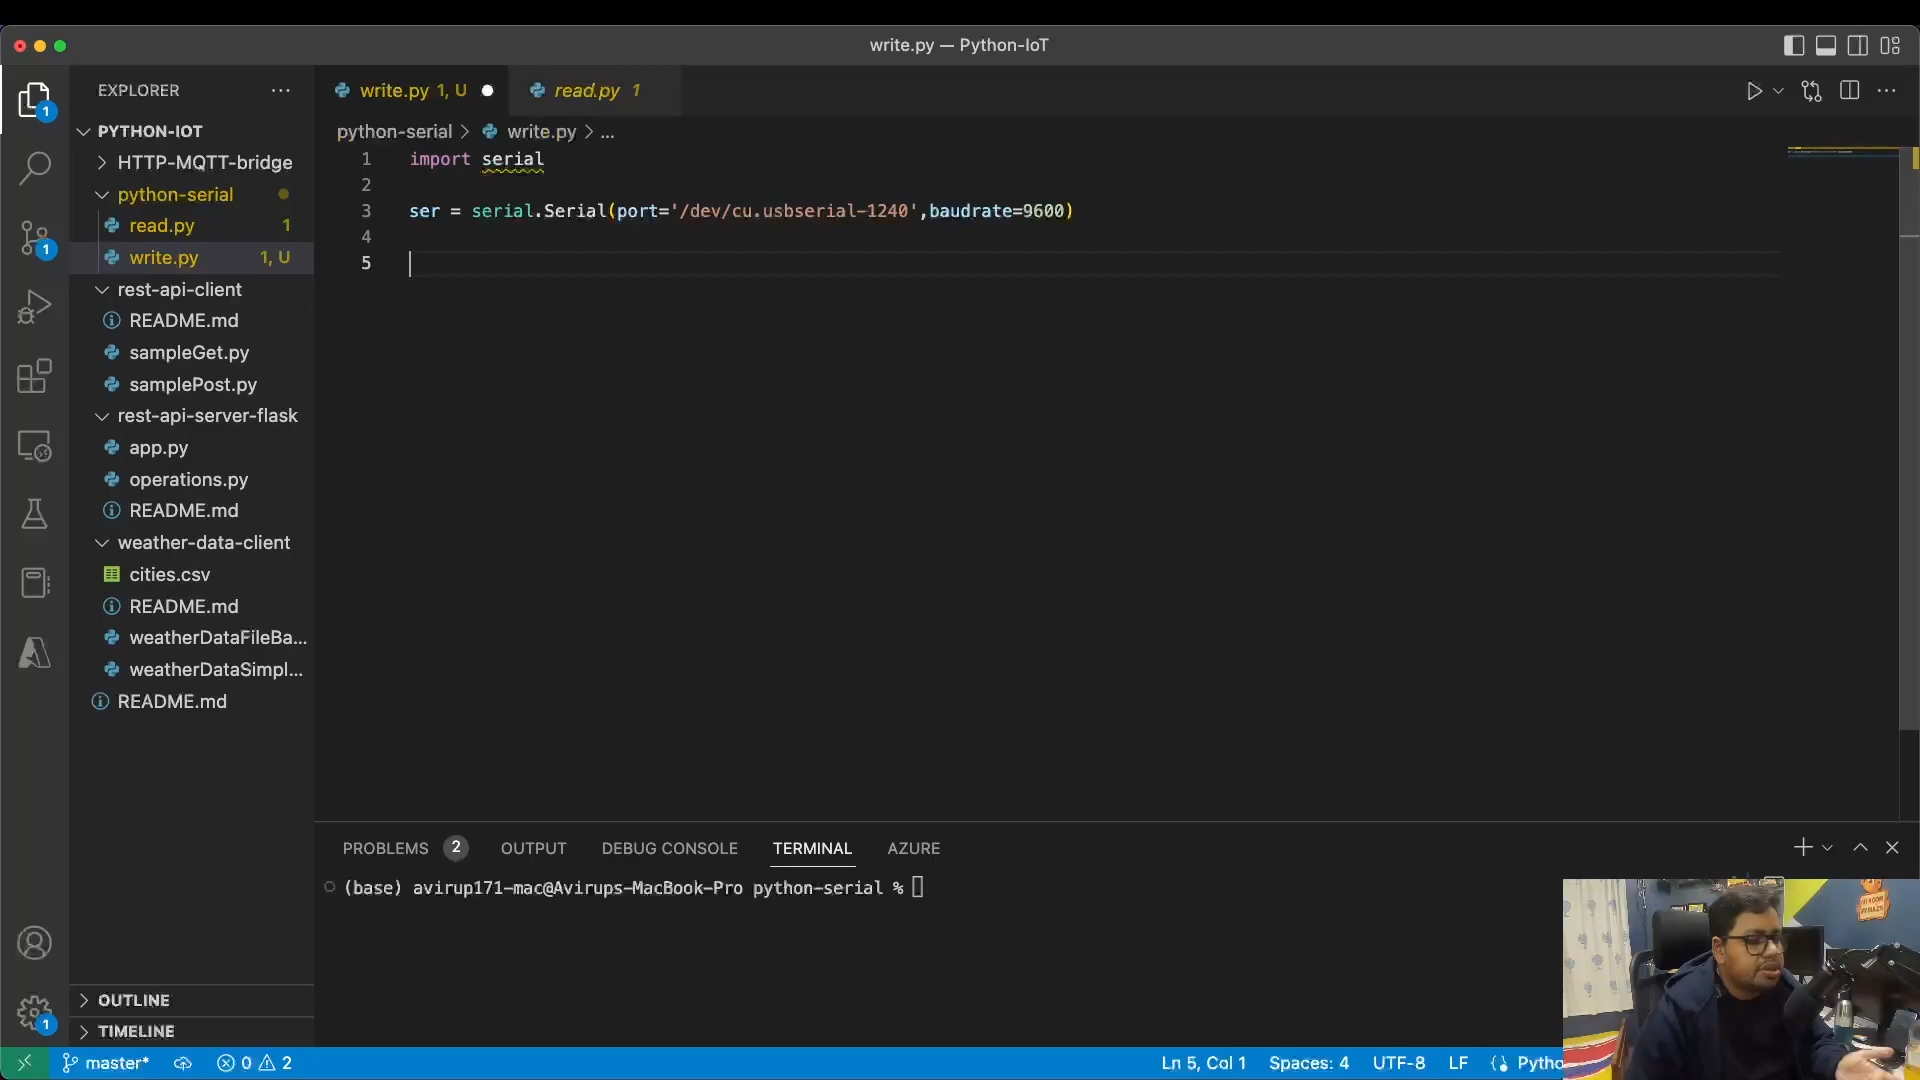 write.py — Python-IoT
EXPLORER
write.py 1, U
read.py 1
PYTHON-IOT
python-serial > write.py > ...
HTTP-MQTT-bridge
python-serial
read.py 1
write.py 1, U
rest-api-client
README.md
sampleGet.py
samplePost.py
rest-api-server-flask
app.py
operations.py
README.md
weather-data-client
cities.csv
README.md
weatherDataFileBa...
weatherDataSimpl...
README.md
1 import serial
2
3 ser = serial.Serial(port='/dev/cu.usbserial-1240',baudrate=9600)
4
5
PROBLEMS 2 OUTPUT DEBUG CONSOLE TERMINAL AZURE
(base) avirup171-mac@Avirups-MacBook-Pro python-serial %
OUTLINE
TIMELINE
1
1
1
master* 0 2 Ln 5, Col 1 Spaces: 4 UTF-8 LF Pytho